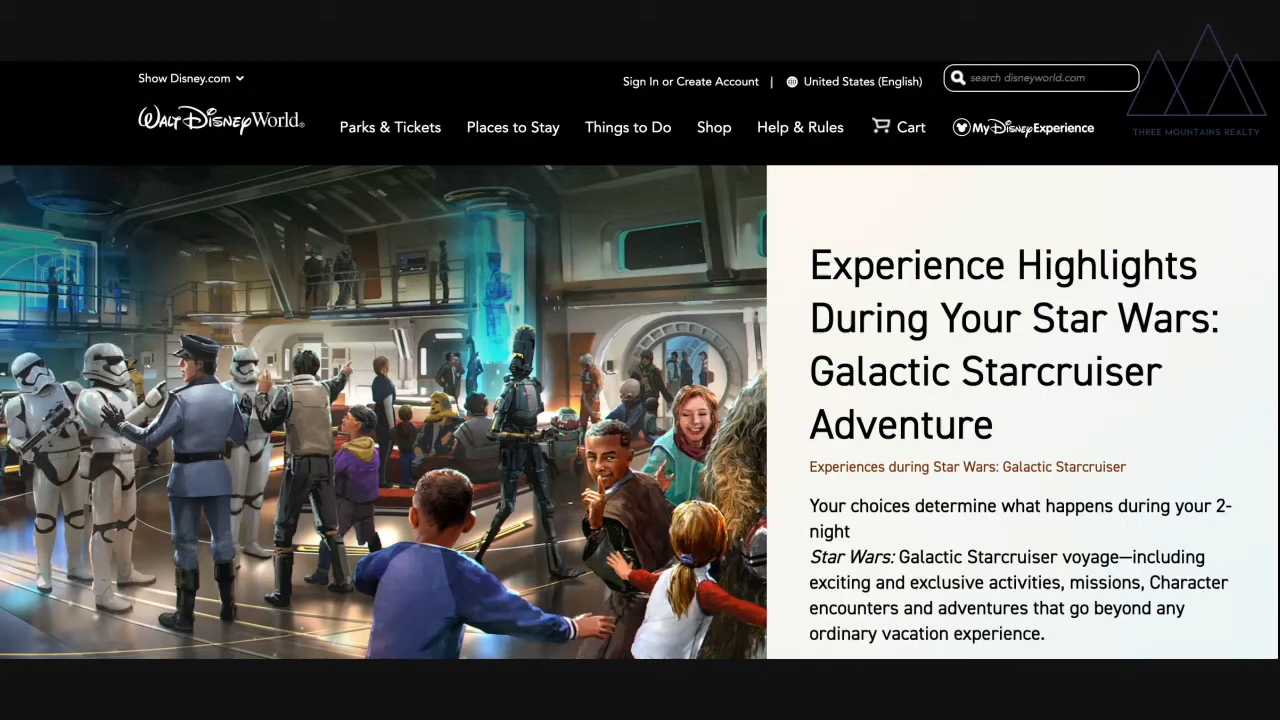 Show Disney.com
Sign In or Create Account | United States (English)
search disneyworld.com
Walt Disney World
Parks & Tickets
Places to Stay
Things to Do
Shop
Help & Rules
Cart
My Disney Experience
THREE MOUNTAINS REALTY
Experience Highlights
During Your Star Wars:
Galactic Starcruiser
Adventure
Experiences during Star Wars: Galactic Starcruiser
Your choices determine what happens during your 2-
night
Star Wars: Galactic Starcruiser voyage—including
exciting and exclusive activities, missions, Character
encounters and adventures that go beyond any
ordinary vacation experience.